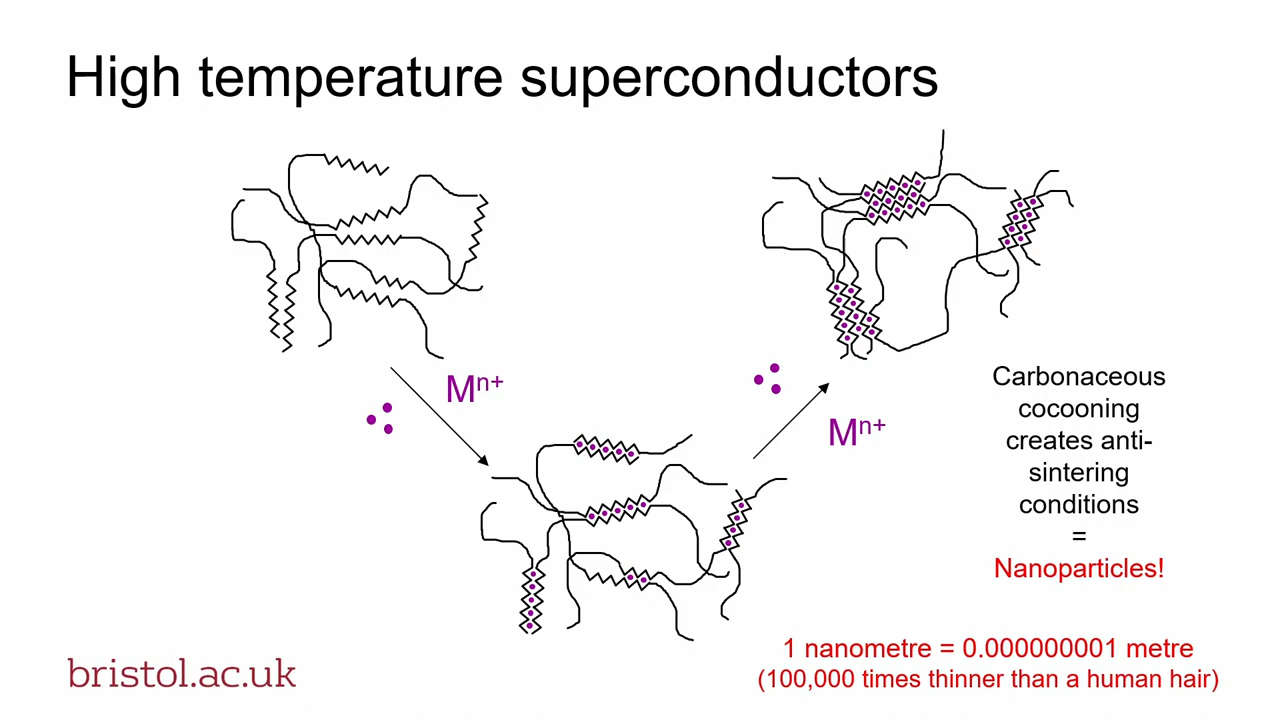 High temperature superconductors
Mⁿ⁺
Mⁿ⁺
Carbonaceous
cocooning
creates anti-
sintering
conditions
=
Nanoparticles!
1 nanometre = 0.000000001 metre
(100,000 times thinner than a human hair)
bristol.ac.uk